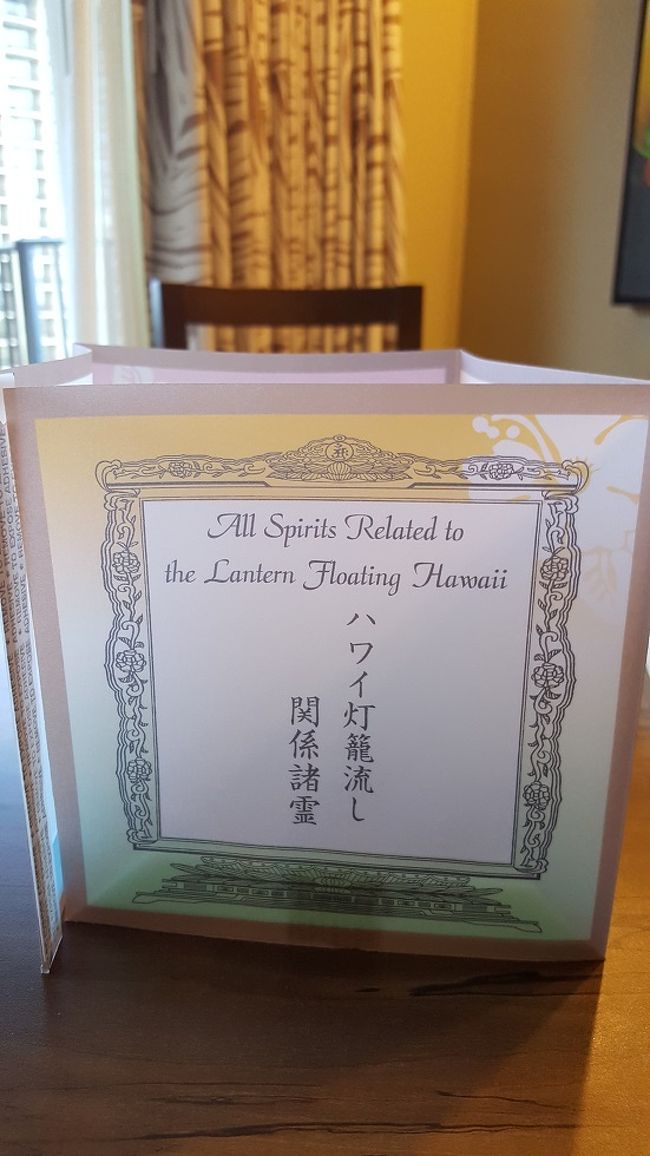 All Spirits Related to
the Lantern Floating Hawaii
ハワイ灯籠流し
関係諸霊